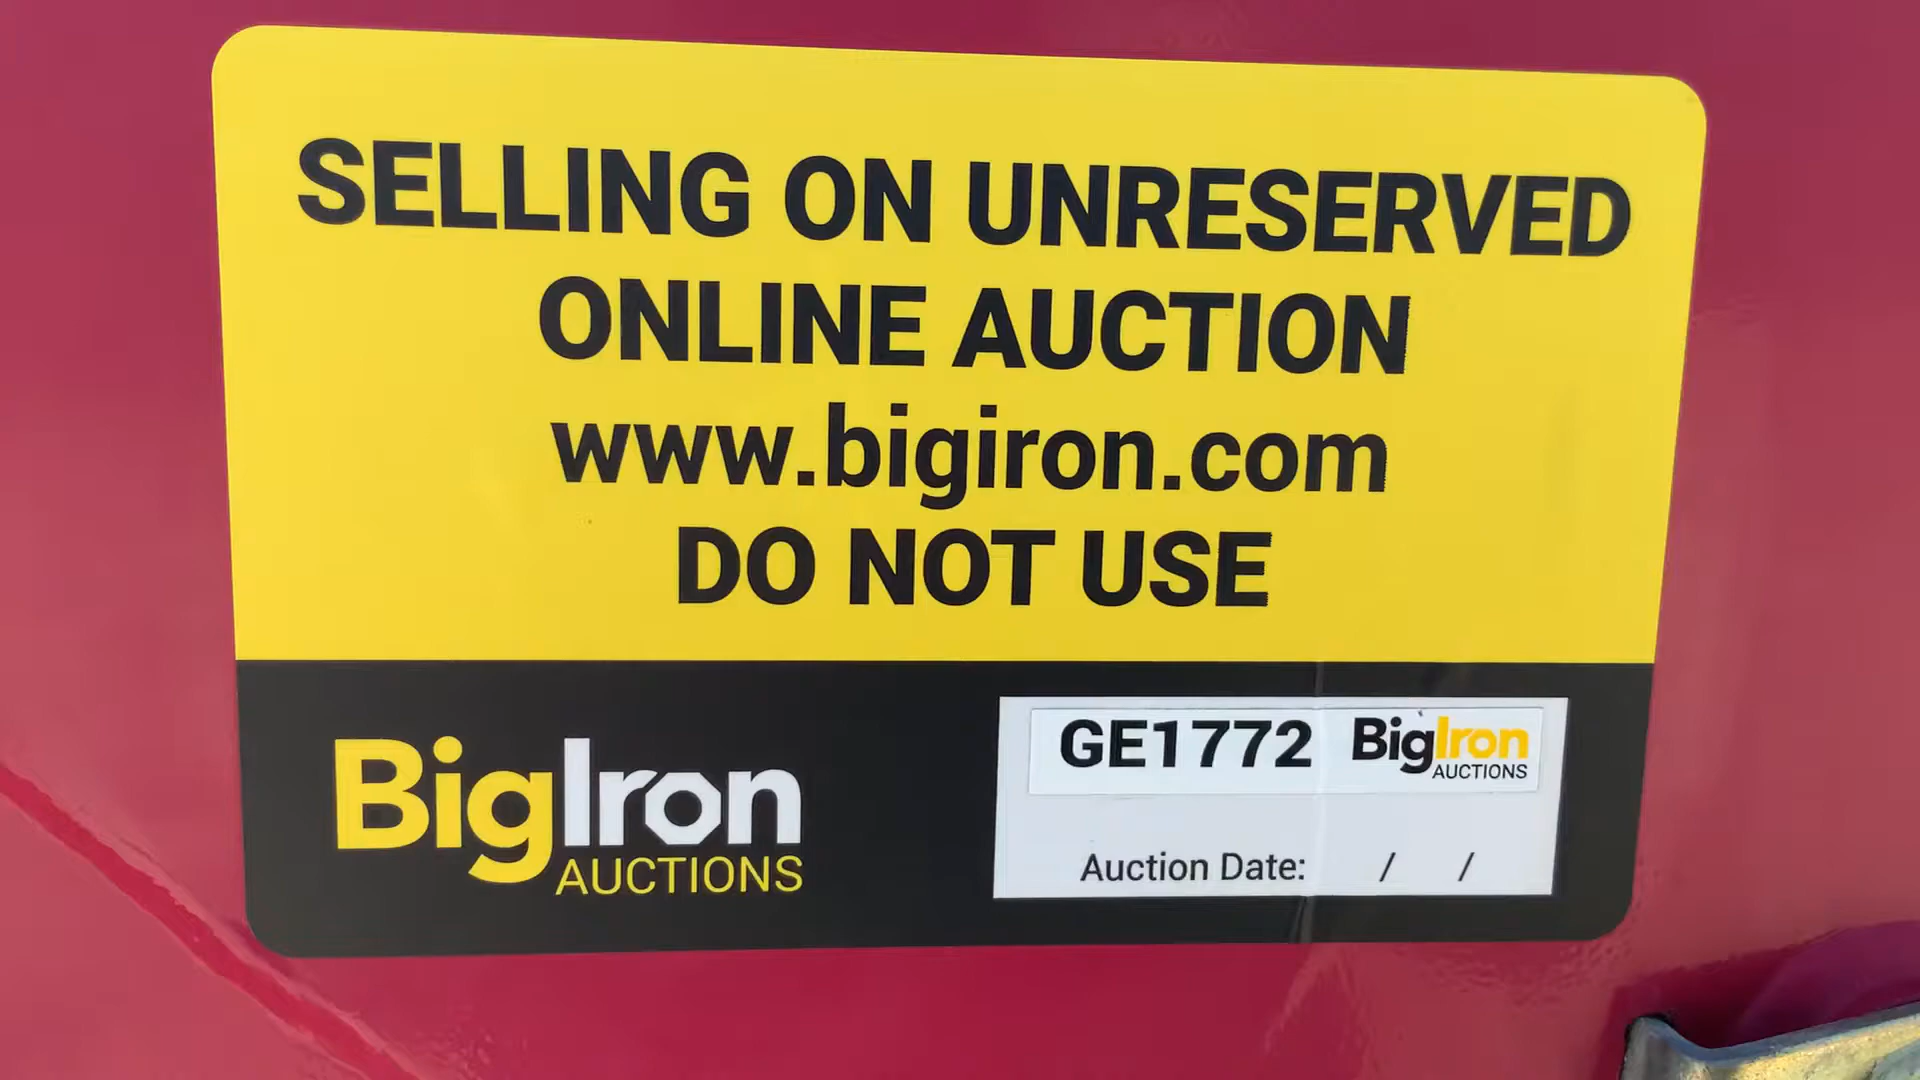 SELLING ON UNRESERVED
ONLINE AUCTION
www.bigiron.com
DO NOT USE
BigIron
AUCTIONS
GE1772 BigIron
AUCTIONS
Auction Date: / /